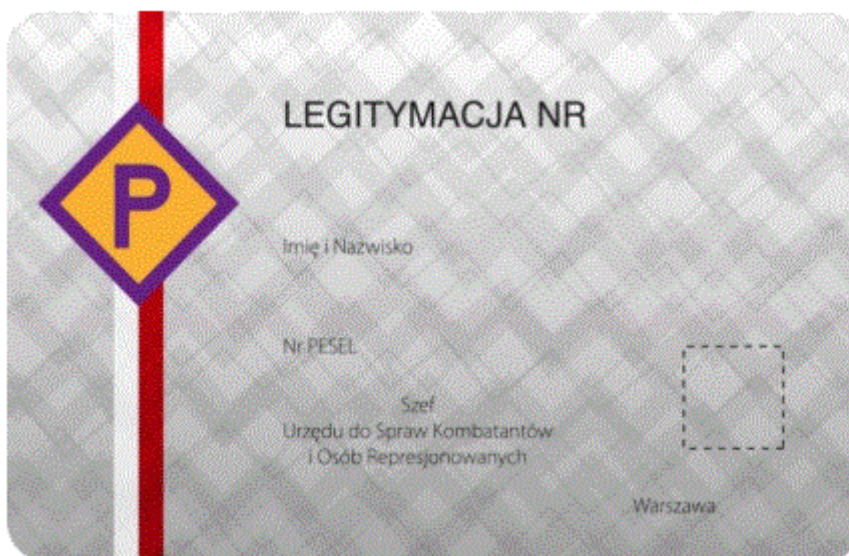 LEGITYMACJA NR
P
Imię i Nazwisko
Nr PESEL
Szef
Urzędu do Spraw Kombatantów
i Osób Represjonowanych
Warszawa